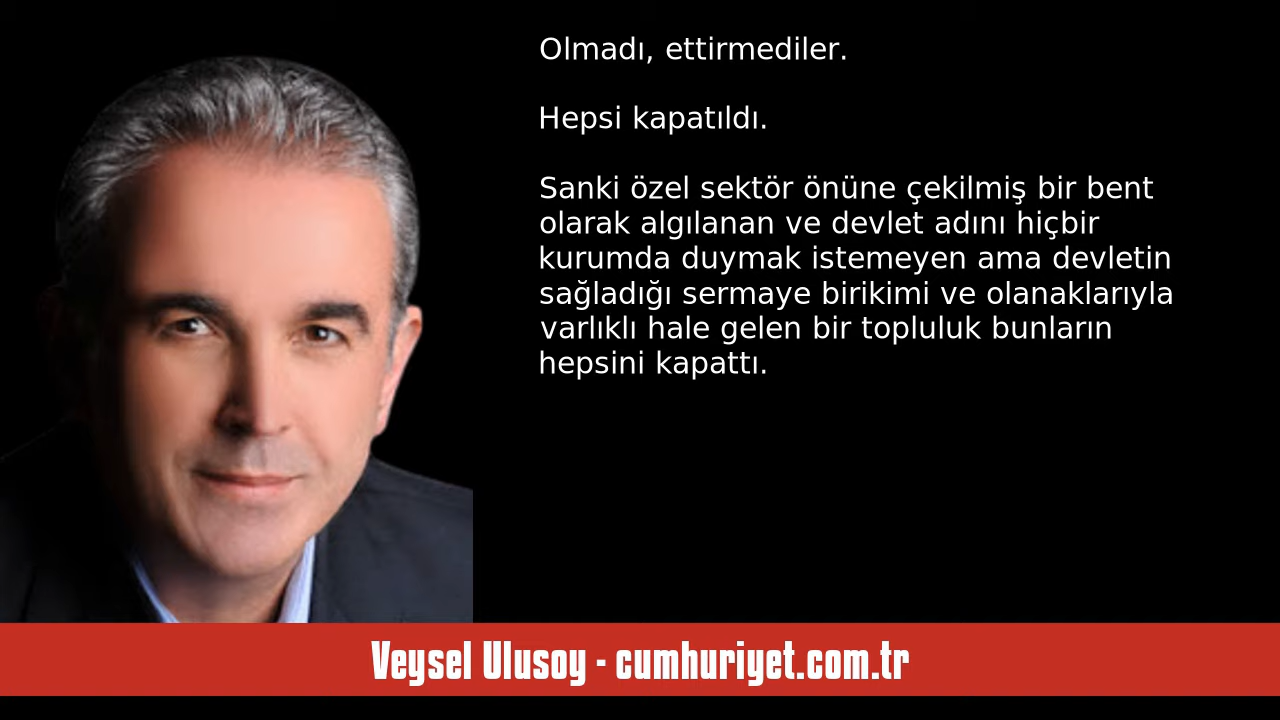 Olmadı, ettirmediler.
Hepsi kapatıldı.
Sanki özel sektör önüne çekilmiş bir bent
olarak algılanan ve devlet adını hiçbir
kurumda duymak istemeyen ama devletin
sağladığı sermaye birikimi ve olanaklarıyla
varlıklı hale gelen bir topluluk bunların
hepsini kapattı.
Veysel Ulusoy - cumhuriyet.com.tr